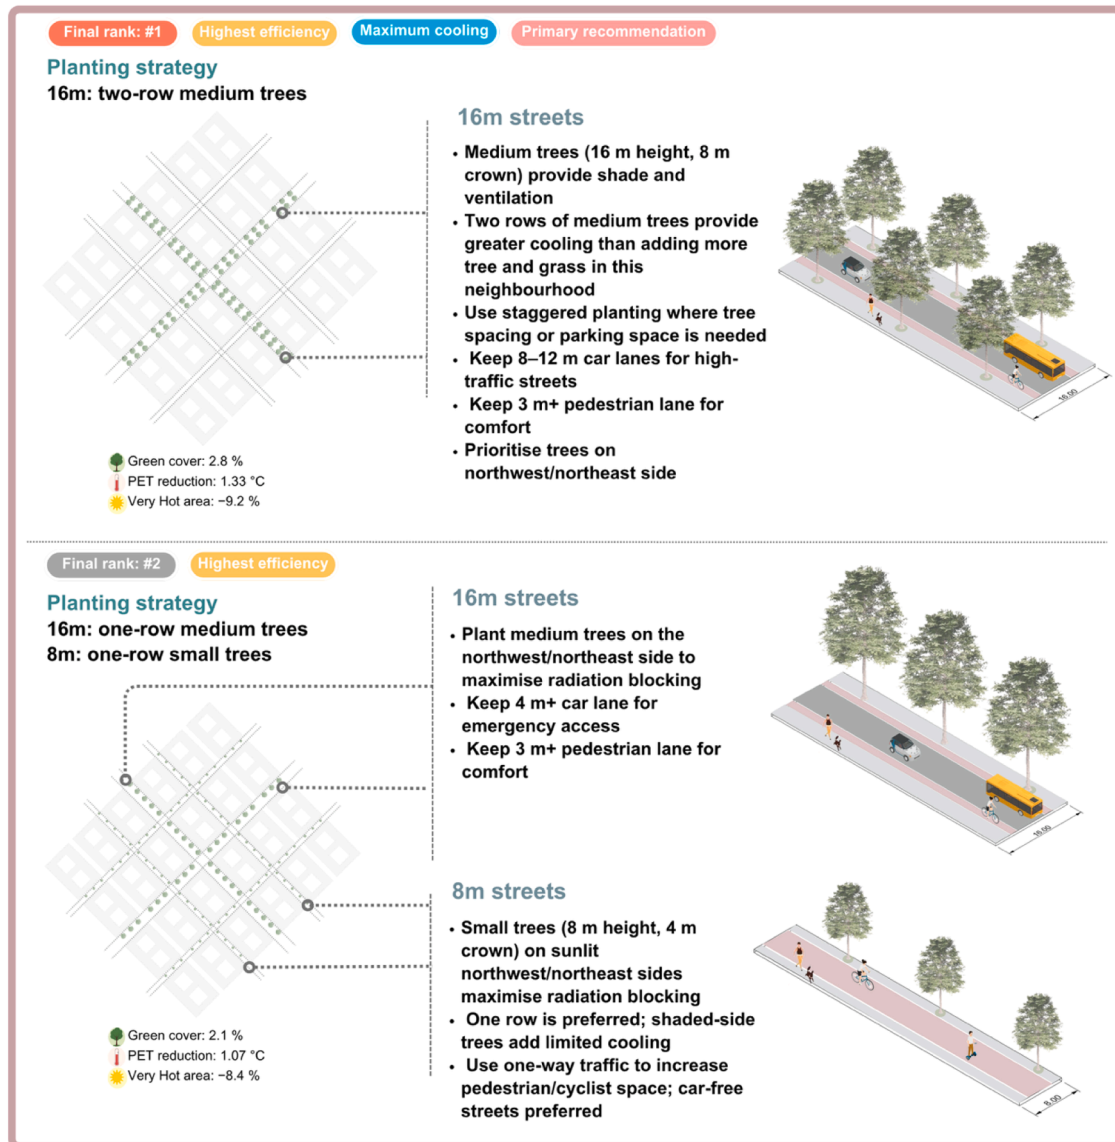 Final rank: #1
Highest efficiency
Maximum cooling
Primary recommendation
Planting strategy
16m: two-row medium trees
16m streets
• Medium trees (16 m height, 8 m
crown) provide shade and
ventilation
• Two rows of medium trees provide
greater cooling than adding more
tree and grass in this
neighbourhood
• Use staggered planting where tree
spacing or parking space is needed
• Keep 8–12 m car lanes for high-
traffic streets
• Keep 3 m+ pedestrian lane for
comfort
• Prioritise trees on
northwest/northeast side
16.00
Green cover: 2.8 %
PET reduction: 1.33 °C
Very Hot area: −9.2 %
Final rank: #2
Highest efficiency
Planting strategy
16m: one-row medium trees
8m: one-row small trees
16m streets
• Plant medium trees on the
northwest/northeast side to
maximise radiation blocking
• Keep 4 m+ car lane for
emergency access
• Keep 3 m+ pedestrian lane for
comfort
16.00
8m streets
• Small trees (8 m height, 4 m
crown) on sunlit
northwest/northeast sides
maximise radiation blocking
• One row is preferred; shaded-side
trees add limited cooling
• Use one-way traffic to increase
pedestrian/cyclist space; car-free
streets preferred
8.00
Green cover: 2.1 %
PET reduction: 1.07 °C
Very Hot area: −8.4 %